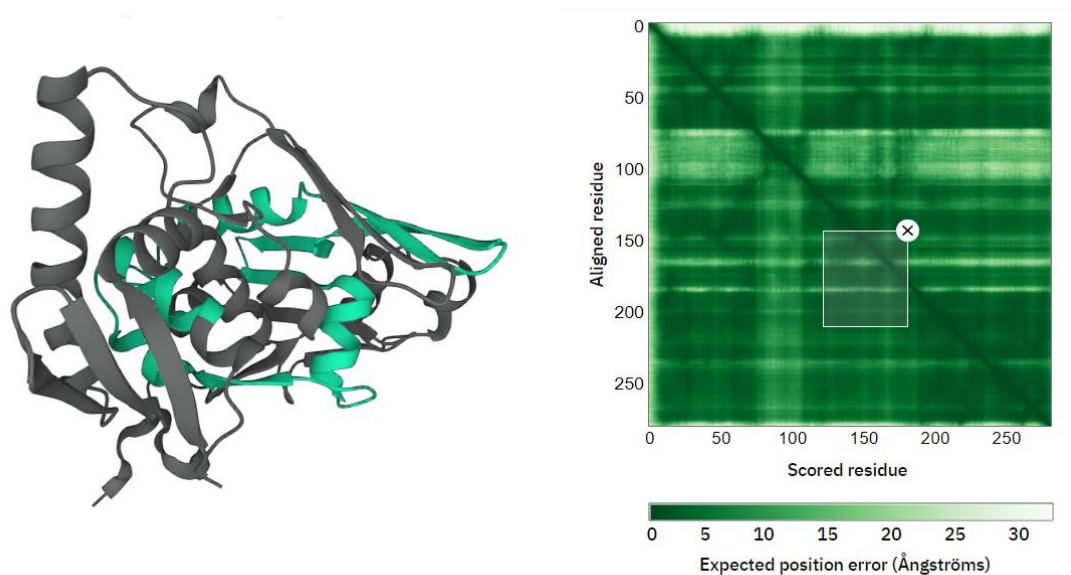 0
50
100
150
200
250
Aligned residue
0 50 100 150 200 250
Scored residue
0 5 10 15 20 25 30
Expected position error (Ångströms)